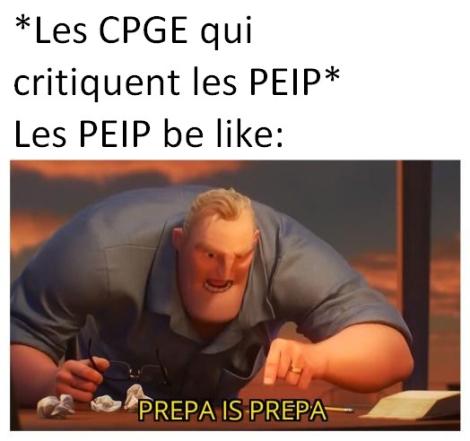 *Les CPGE qui
critiquent les PEIP*
Les PEIP be like:
PREPA IS PREPA